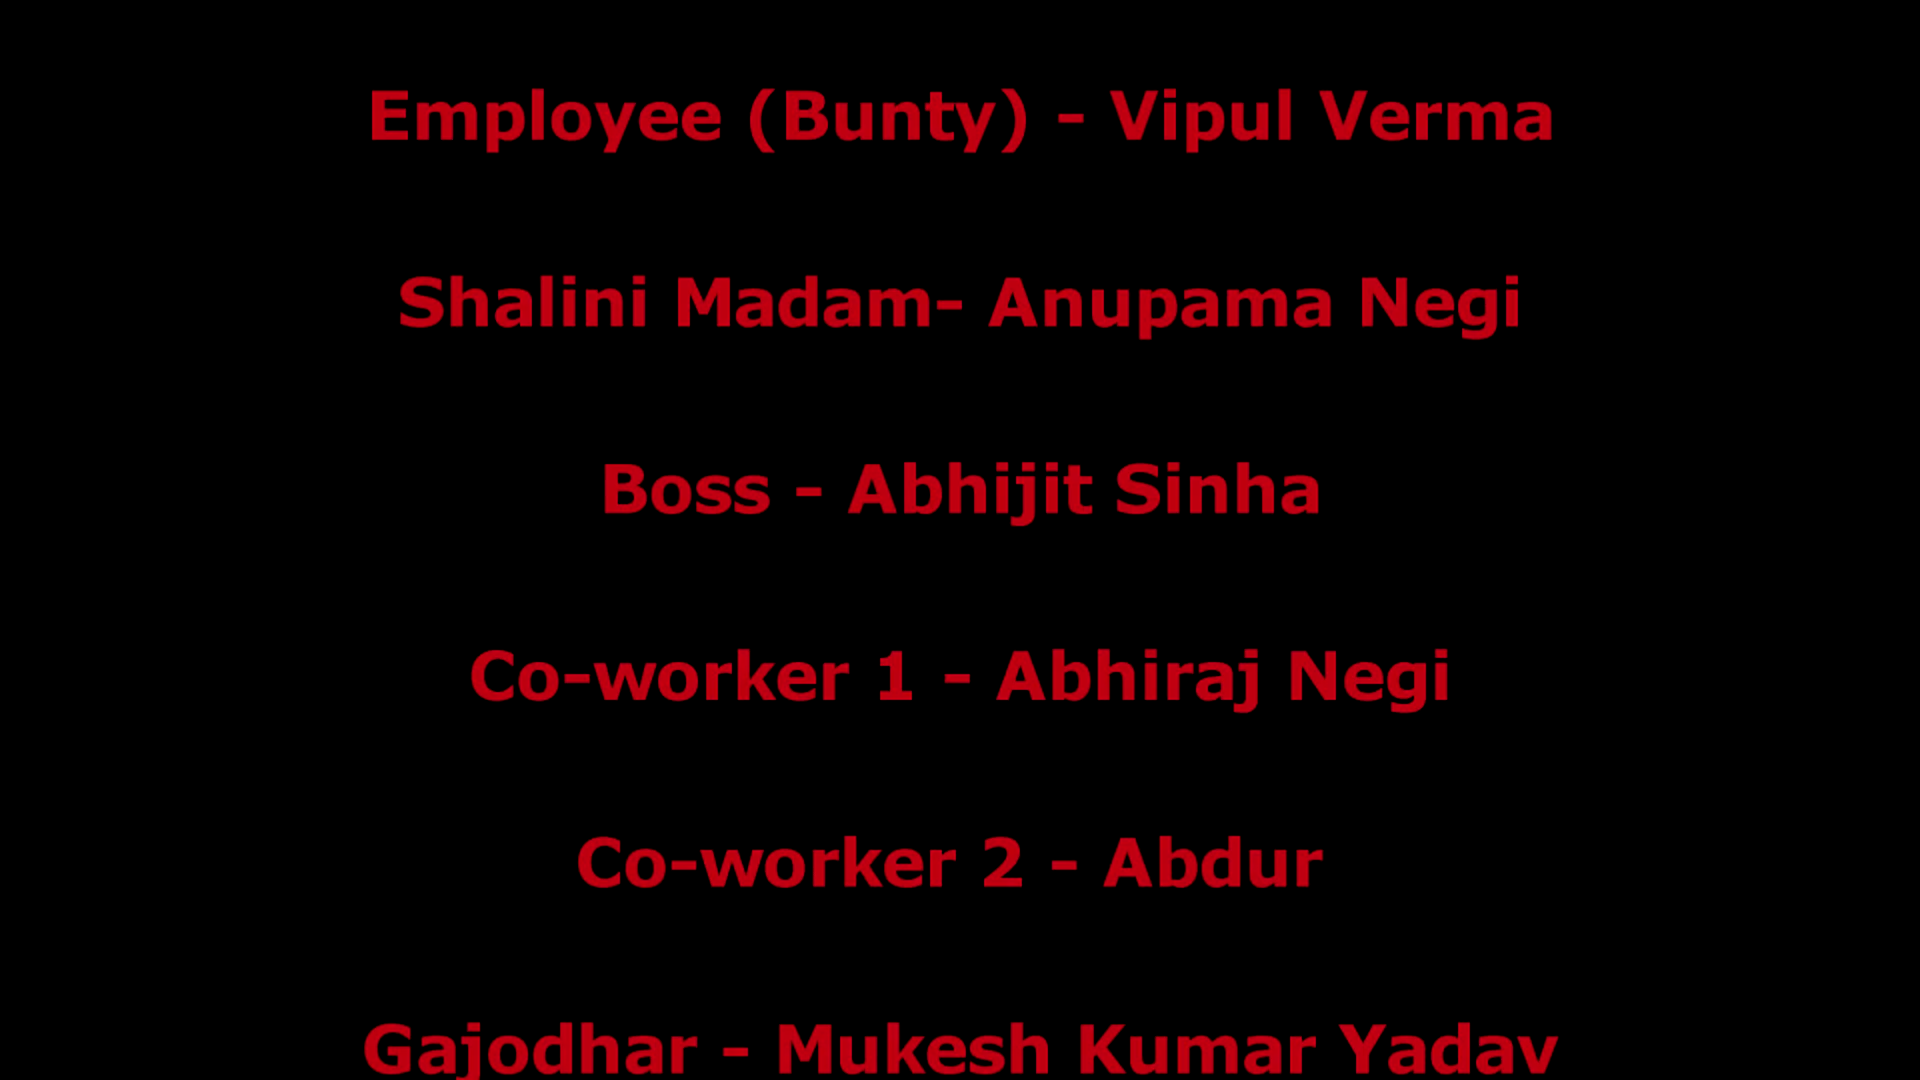 Employee (Bunty) - Vipul Verma
Shalini Madam- Anupama Negi
Boss - Abhijit Sinha
Co-worker 1 - Abhiraj Negi
Co-worker 2 - Abdur
Gajodhar - Mukesh Kumar Yadav